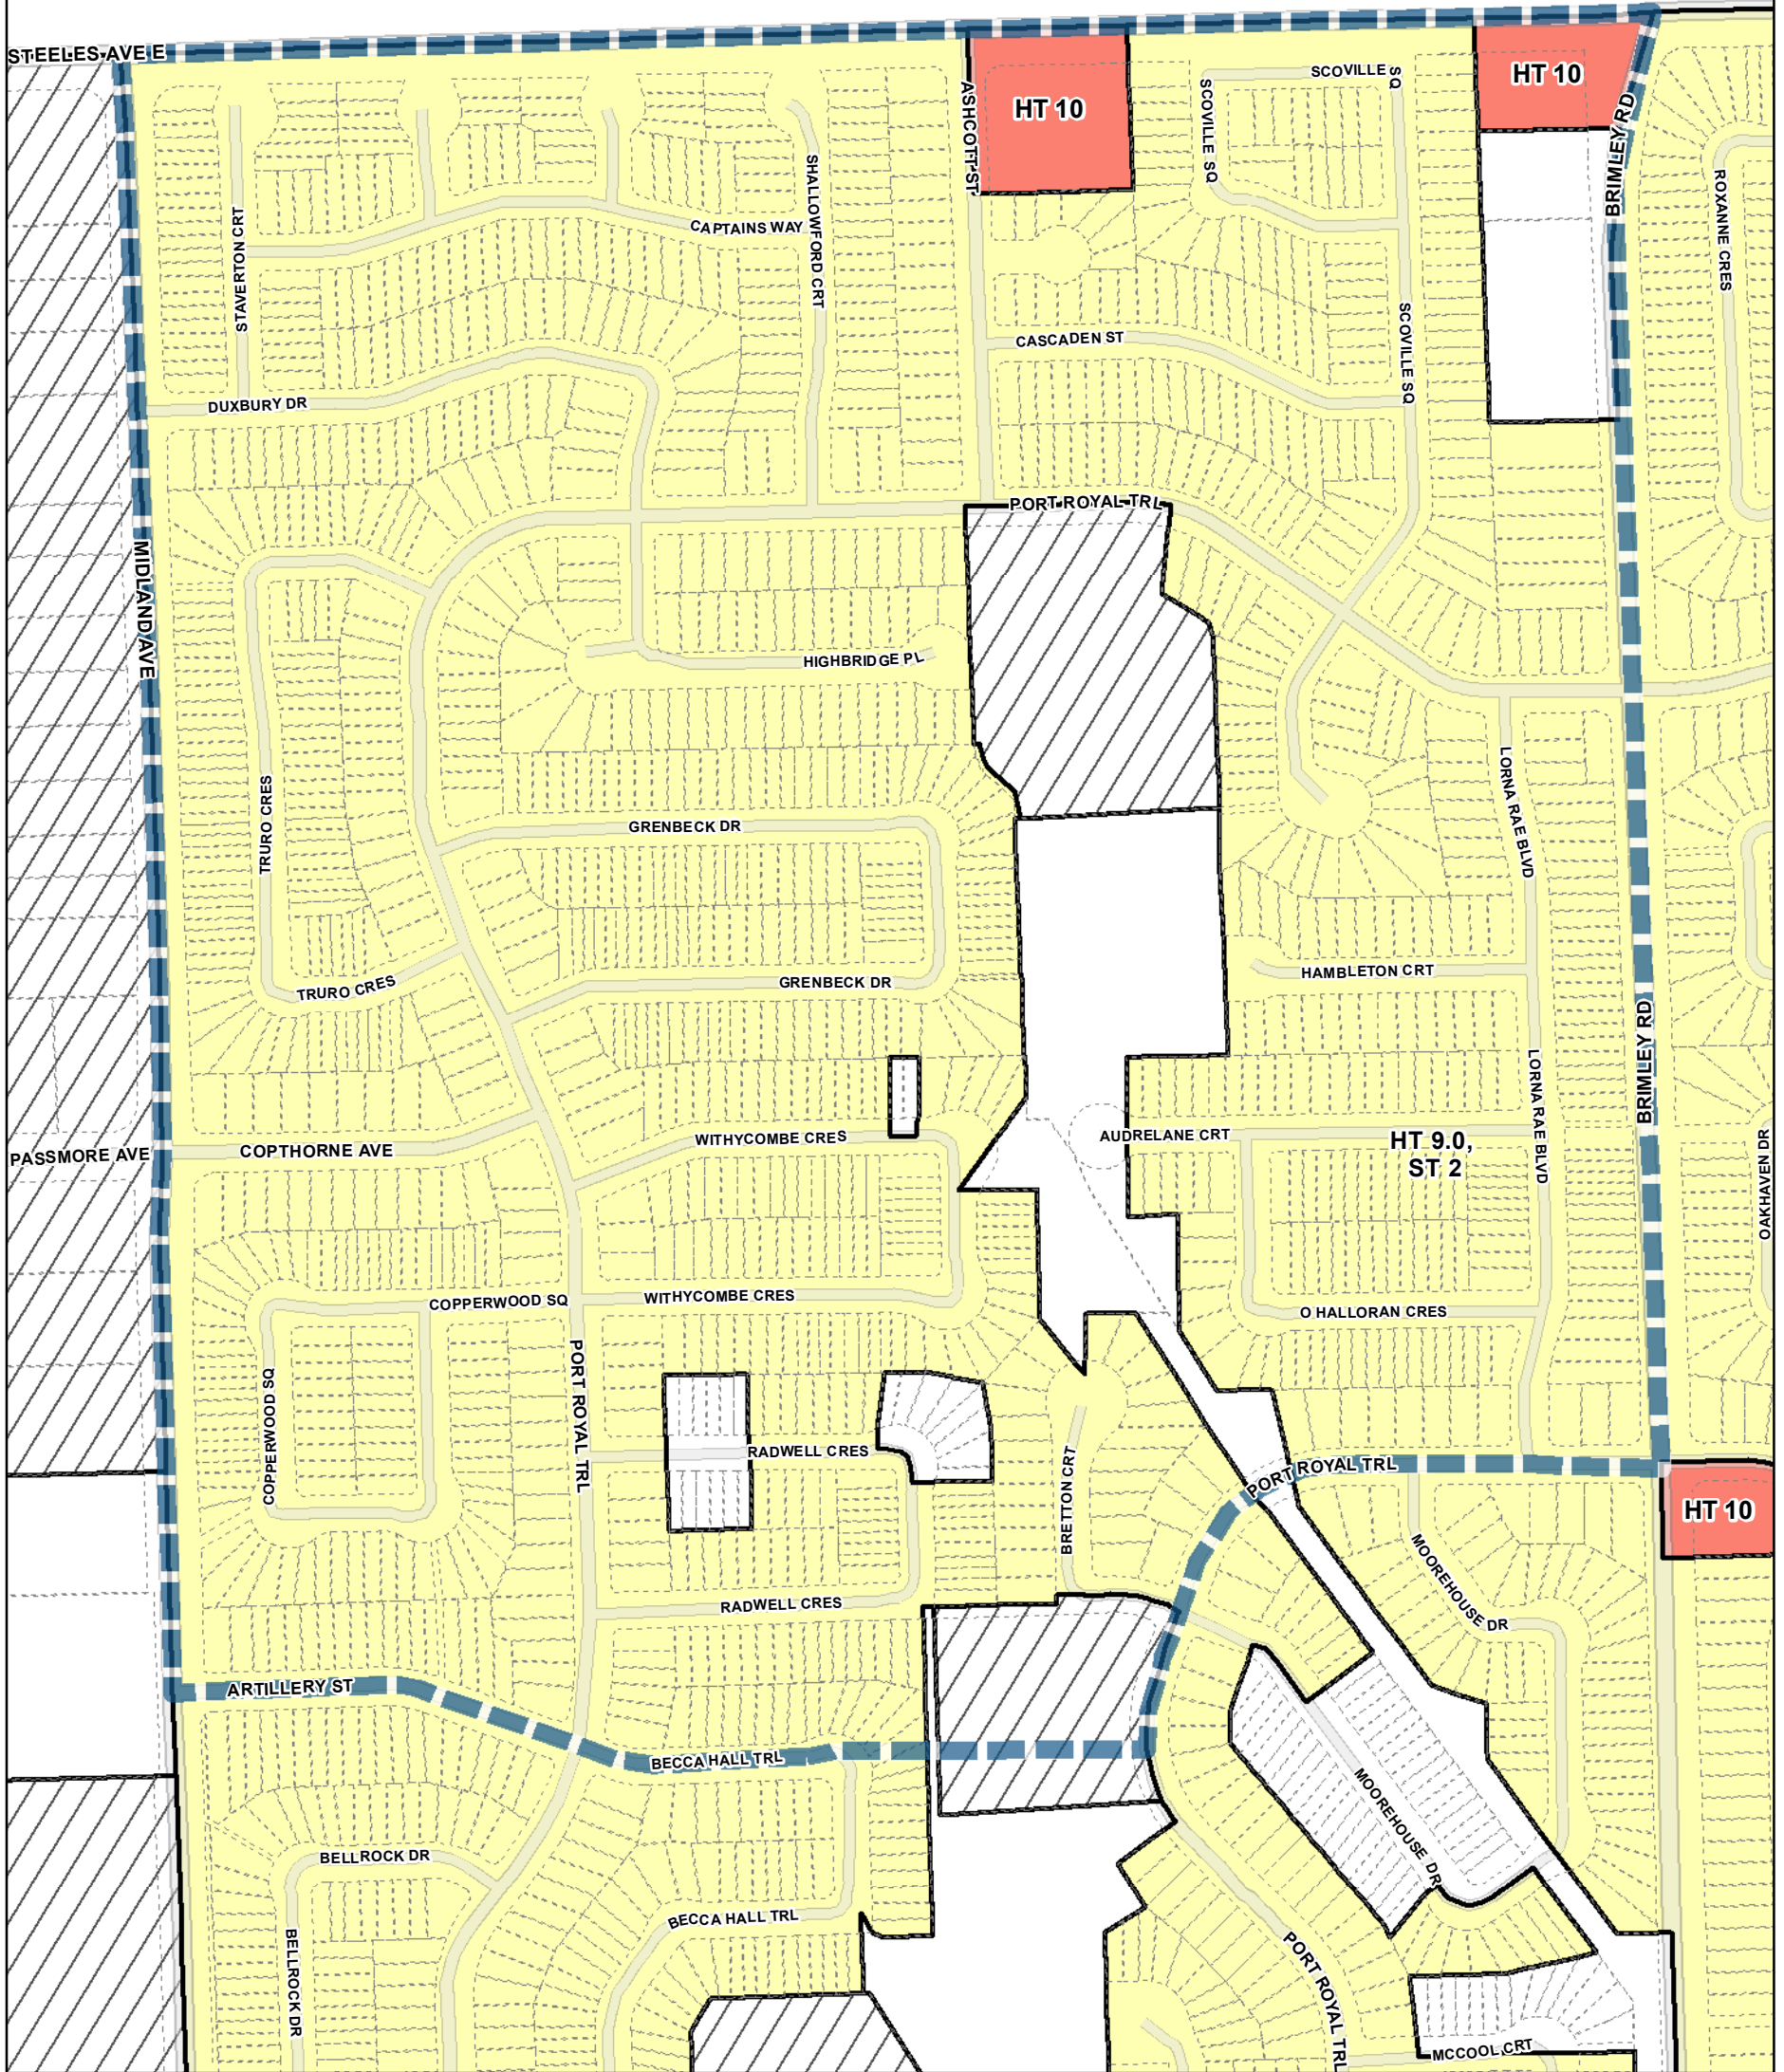 STEELES AVE E
HT 10
HT 10
SCOVILLE SQ
SCOVILLE SQ
ASHCOTT ST
BRIMLEY RD
ROXANNE CRES
SHALLOWFORD CRT
STAVERTON CRT
CAPTAINS WAY
CASCADEN ST
SCOVILLE SQ
DUXBURY DR
PORT ROYAL TRL
MIDLAND AVE
HIGHBRIDGE PL
LORNA RAE BLVD
TRURO CRES
GRENBECK DR
HAMBLETON CRT
GRENBECK DR
TRURO CRES
BRIMLEY RD
LORNA RAE BLVD
WITHYCOMBE CRES
AUDRELANE CRT
HT 9.0,
ST 2
OAKHAVEN DR
PASSMORE AVE
COPTHORNE AVE
COPPERWOOD SQ
WITHYCOMBE CRES
O HALLORAN CRES
COPPERWOOD SQ
PORT ROYAL TRL
RADWELL CRES
BRETTON CRT
PORT ROYAL TRL
HT 10
MOOREHOUSE DR
RADWELL CRES
ARTILLERY ST
BECCA HALL TRL
MOOREHOUSE DR
BELLROCK DR
BECCA HALL TRL
BELLROCK DR
PORT ROYAL TRL
MCCOOL CRT